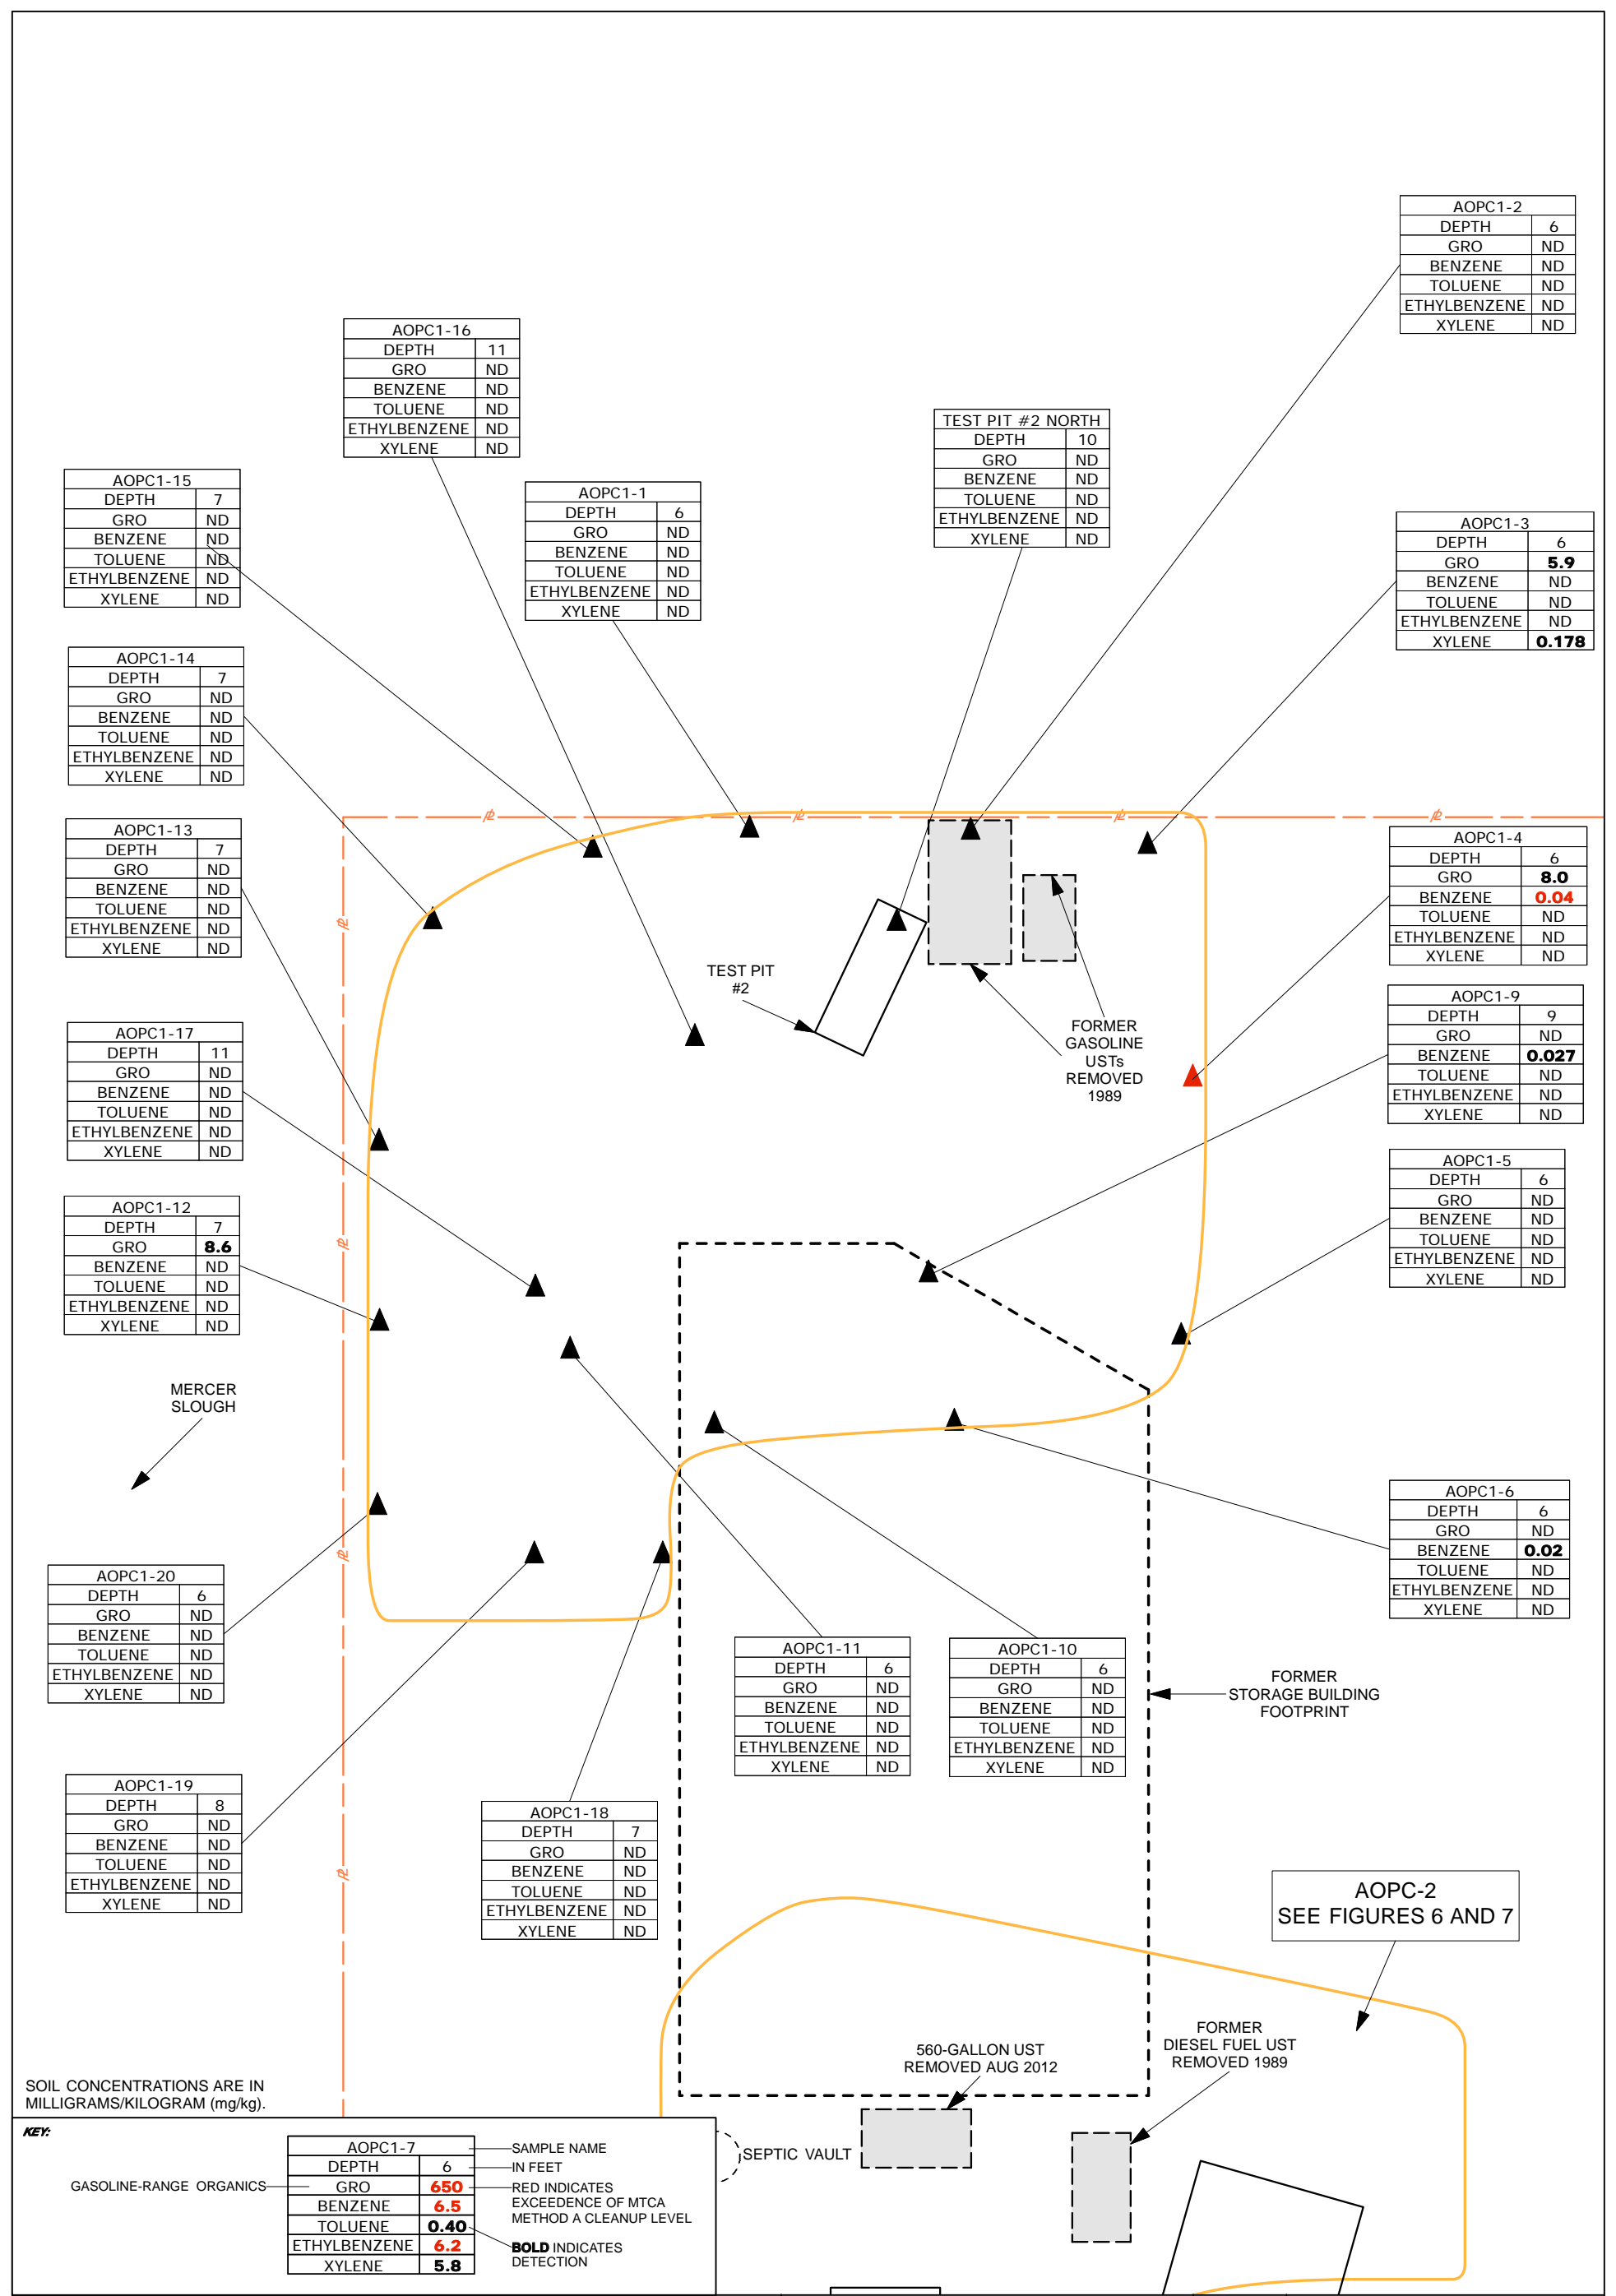 AOPC1-2
DEPTH 6
GRO ND
BENZENE ND
TOLUENE ND
ETHYLBENZENE ND
XYLENE ND
AOPC1-16
DEPTH 11
GRO ND
BENZENE ND
TOLUENE ND
ETHYLBENZENE ND
XYLENE ND
TEST PIT #2 NORTH
DEPTH 10
GRO ND
BENZENE ND
TOLUENE ND
ETHYLBENZENE ND
XYLENE ND
AOPC1-15
DEPTH 7
GRO ND
BENZENE ND
TOLUENE ND
ETHYLBENZENE ND
XYLENE ND
AOPC1-1
DEPTH 6
GRO ND
BENZENE ND
TOLUENE ND
ETHYLBENZENE ND
XYLENE ND
AOPC1-3
DEPTH 6
GRO 5.9
BENZENE ND
TOLUENE ND
ETHYLBENZENE ND
XYLENE 0.178
AOPC1-14
DEPTH 7
GRO ND
BENZENE ND
TOLUENE ND
ETHYLBENZENE ND
XYLENE ND
AOPC1-13
DEPTH 7
GRO ND
BENZENE ND
TOLUENE ND
ETHYLBENZENE ND
XYLENE ND
AOPC1-4
DEPTH 6
GRO 8.0
BENZENE 0.04
TOLUENE ND
ETHYLBENZENE ND
XYLENE ND
TEST PIT
#2
FORMER
GASOLINE
USTs
REMOVED
1989
AOPC1-9
DEPTH 9
GRO ND
BENZENE 0.027
TOLUENE ND
ETHYLBENZENE ND
XYLENE ND
AOPC1-17
DEPTH 11
GRO ND
BENZENE ND
TOLUENE ND
ETHYLBENZENE ND
XYLENE ND
AOPC1-5
DEPTH 6
GRO ND
BENZENE ND
TOLUENE ND
ETHYLBENZENE ND
XYLENE ND
AOPC1-12
DEPTH 7
GRO 8.6
BENZENE ND
TOLUENE ND
ETHYLBENZENE ND
XYLENE ND
MERCER
SLOUGH
AOPC1-6
DEPTH 6
GRO ND
BENZENE 0.02
TOLUENE ND
ETHYLBENZENE ND
XYLENE ND
AOPC1-20
DEPTH 6
GRO ND
BENZENE ND
TOLUENE ND
ETHYLBENZENE ND
XYLENE ND
AOPC1-11
DEPTH 6
GRO ND
BENZENE ND
TOLUENE ND
ETHYLBENZENE ND
XYLENE ND
AOPC1-10
DEPTH 6
GRO ND
BENZENE ND
TOLUENE ND
ETHYLBENZENE ND
XYLENE ND
FORMER
STORAGE BUILDING
FOOTPRINT
AOPC1-19
DEPTH 8
GRO ND
BENZENE ND
TOLUENE ND
ETHYLBENZENE ND
XYLENE ND
AOPC1-18
DEPTH 7
GRO ND
BENZENE ND
TOLUENE ND
ETHYLBENZENE ND
XYLENE ND
AOPC-2
SEE FIGURES 6 AND 7
560-GALLON UST
REMOVED AUG 2012
FORMER
DIESEL FUEL UST
REMOVED 1989
SOIL CONCENTRATIONS ARE IN
MILLIGRAMS/KILOGRAM (mg/kg).
SEPTIC VAULT
KEY:
AOPC1-7
DEPTH 6
GRO 650
BENZENE 6.5
TOLUENE 0.40
ETHYLBENZENE 6.2
XYLENE 5.8
GASOLINE-RANGE ORGANICS
SAMPLE NAME
IN FEET
RED INDICATES
EXCEEDENCE OF MTCA
METHOD A CLEANUP LEVEL
BOLD INDICATES
DETECTION